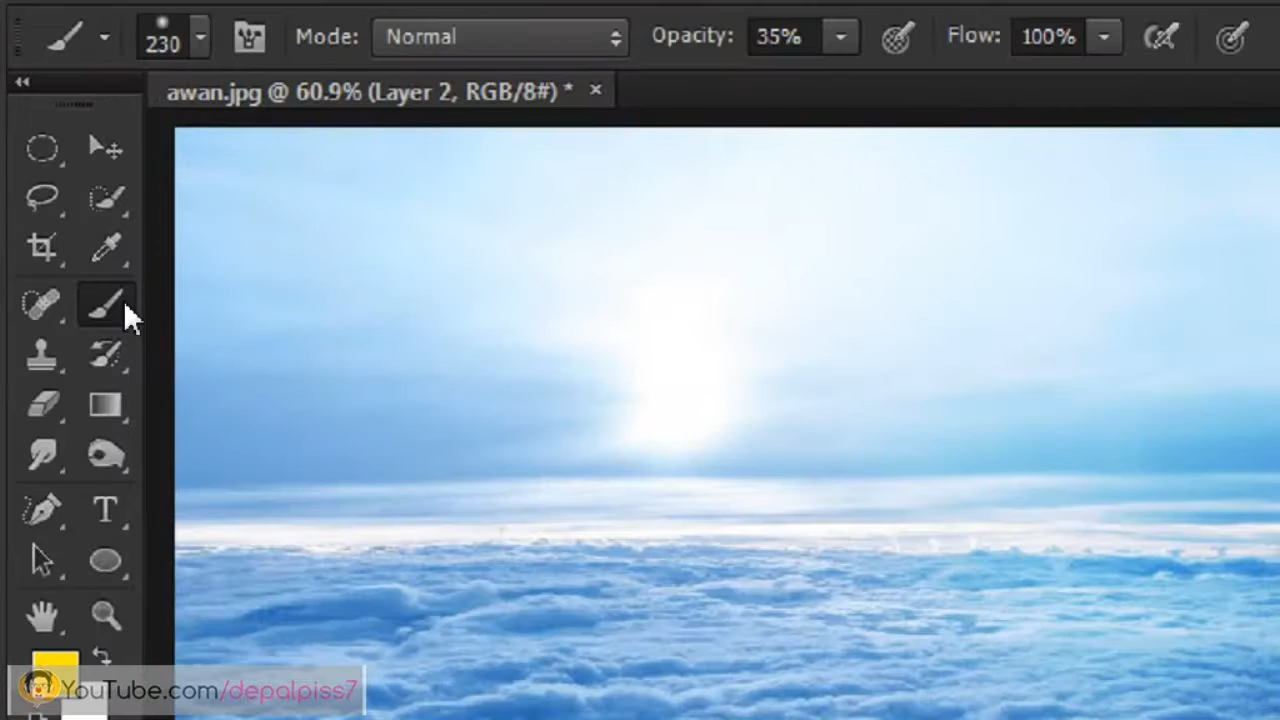 230 Mode: Normal Opacity: 35% Flow: 100%
awan.jpg @ 60.9% (Layer 2, RGB/8#) * ×
T
YouTube.com/depalpiss7